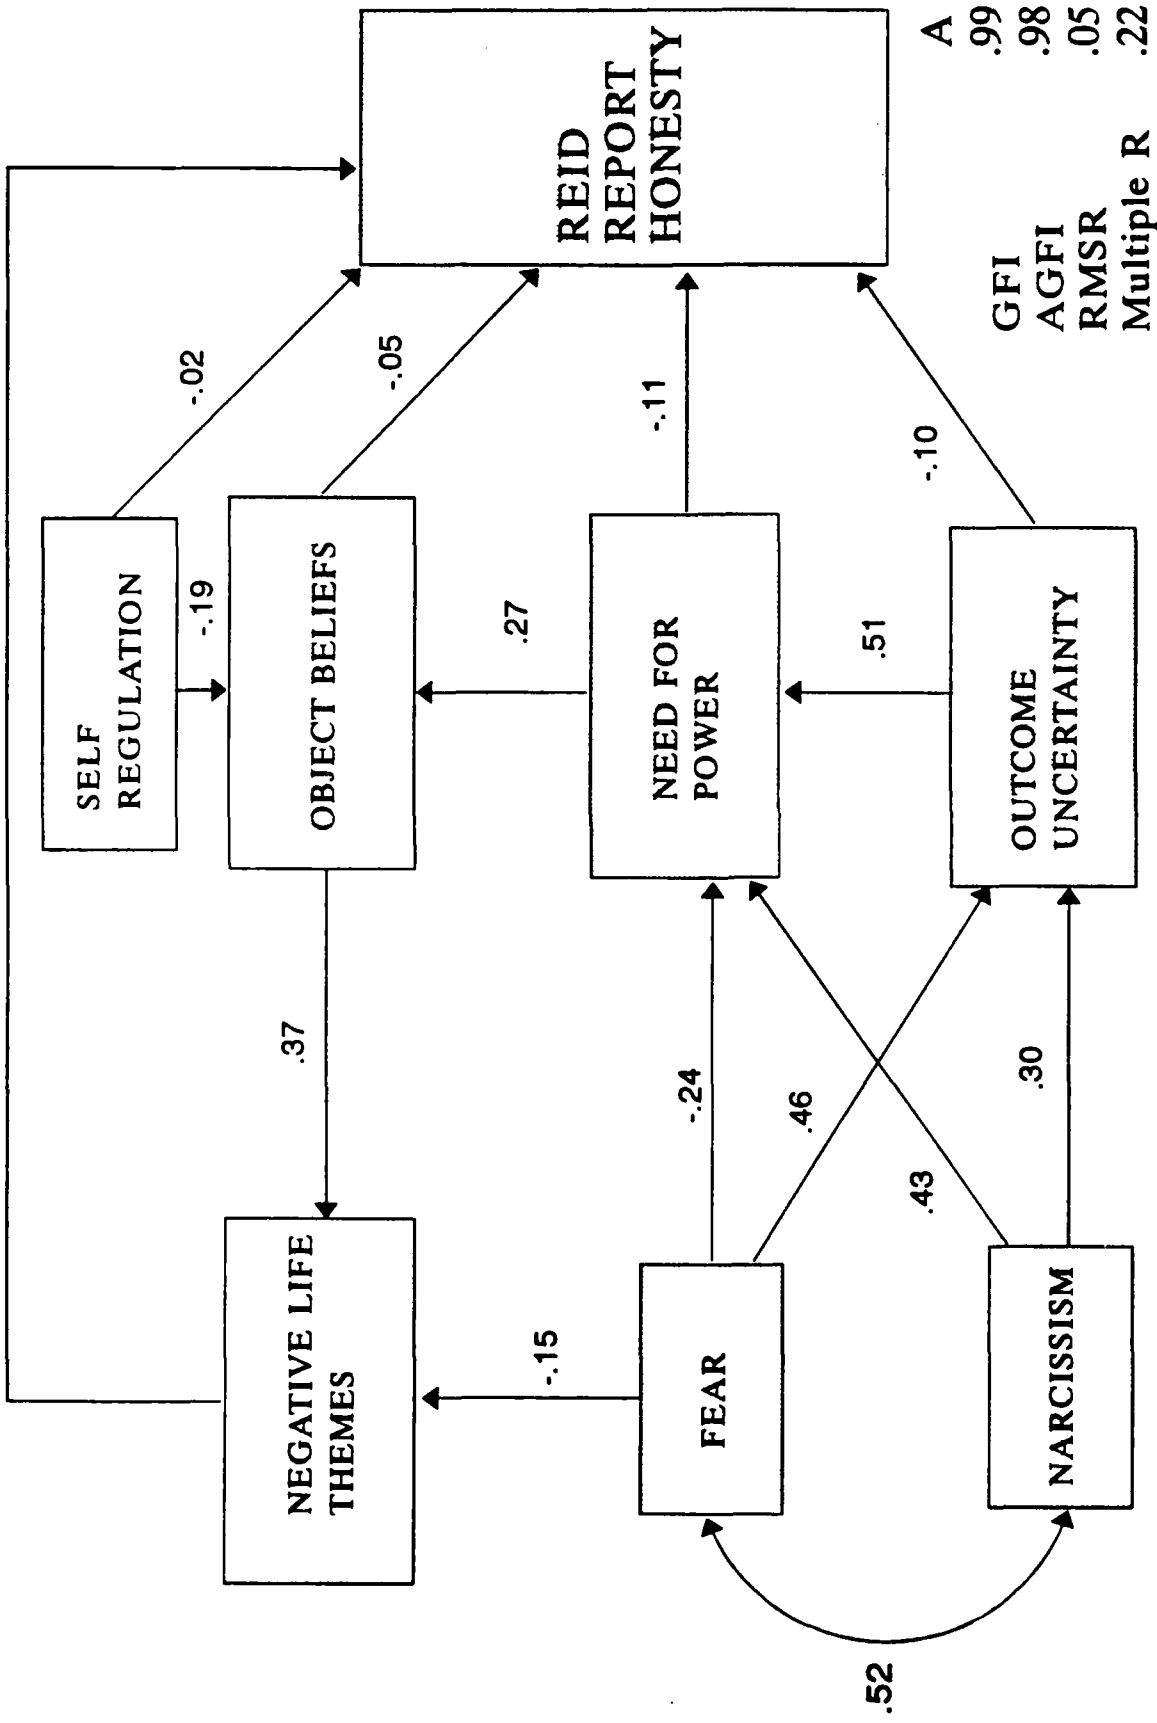 SELF
REGULATION
-.02
-.19
NEGATIVE LIFE
THEMES
.37
OBJECT BELIEFS
-.05
-.15
.27
REID
REPORT
HONESTY
FEAR
-.24
NEED FOR
POWER
-.11
.46
.51
.52
.43
-.10
NARCISSISM
.30
OUTCOME
UNCERTAINTY
A
GFI .99
AGFI .98
RMSR .05
Multiple R .22